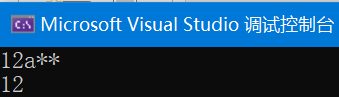 Microsoft Visual Studio 调试控制台
12a**
12